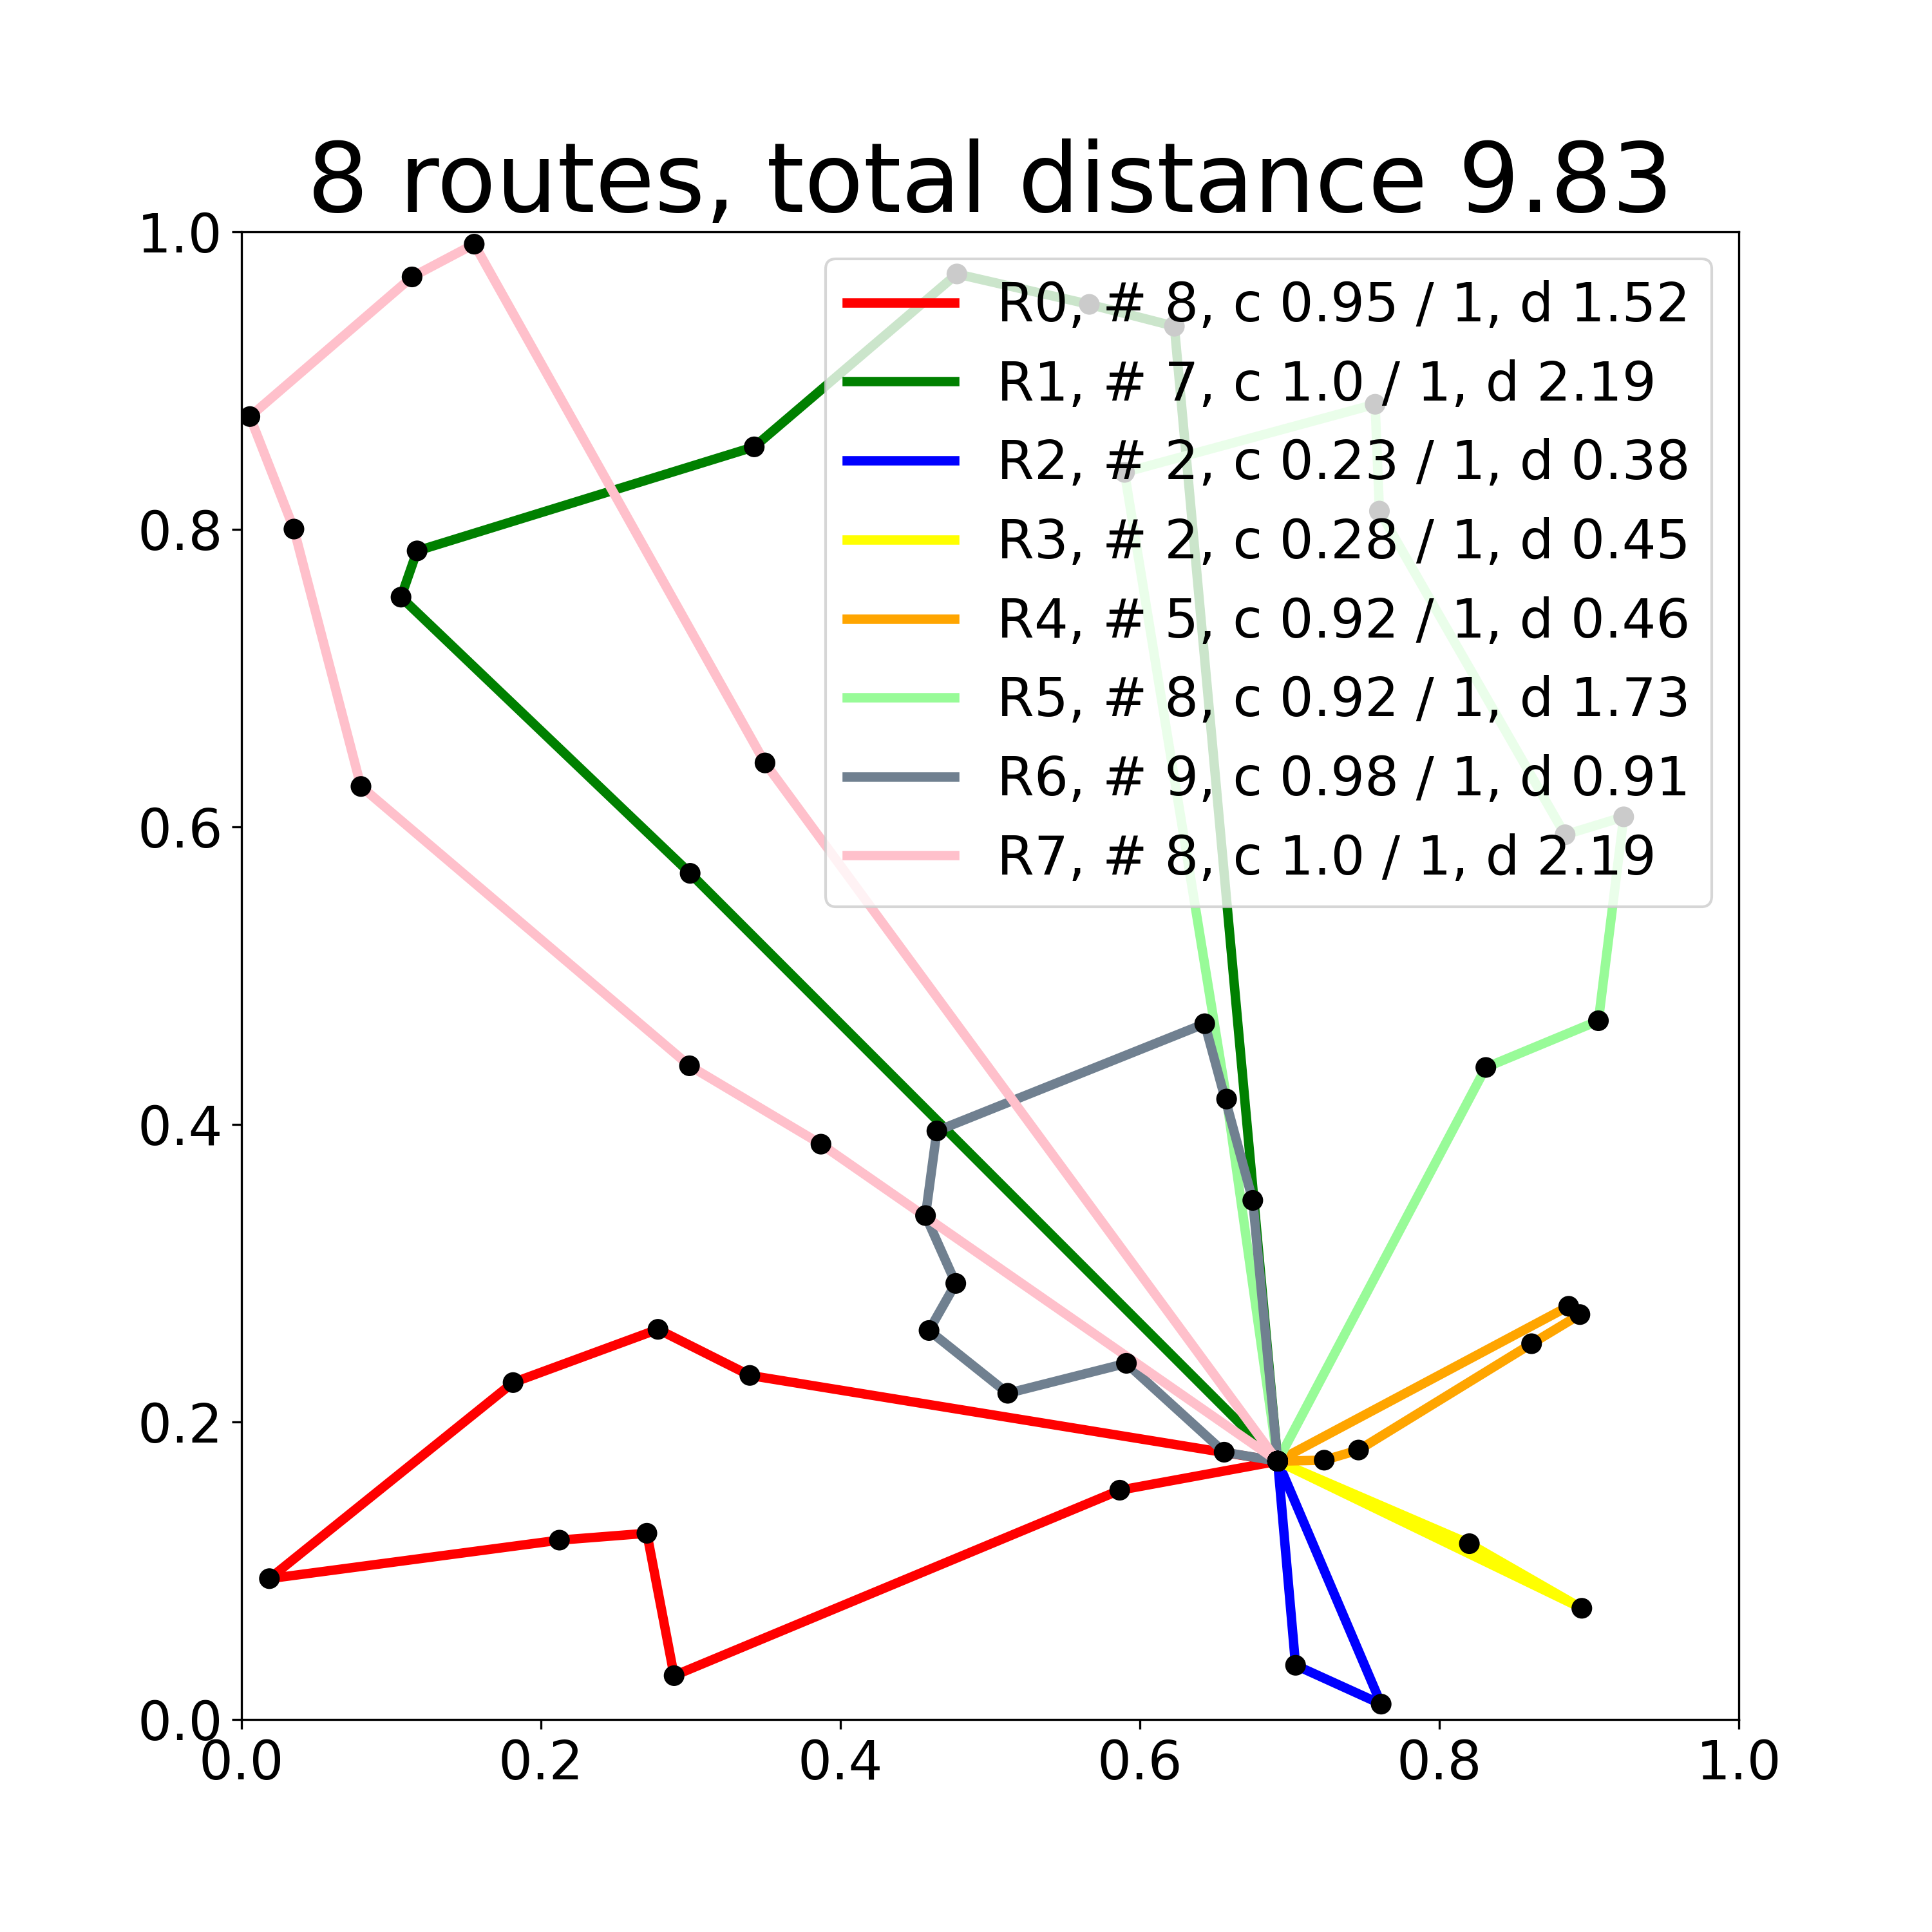 8 routes, total distance 9.83
R0, # 8, c 0.95 / 1, d 1.52
R1, # 7, c 1.0 / 1, d 2.19
R2, # 2, c 0.23 / 1, d 0.38
R3, # 2, c 0.28 / 1, d 0.45
R4, # 5, c 0.92 / 1, d 0.46
R5, # 8, c 0.92 / 1, d 1.73
R6, # 9, c 0.98 / 1, d 0.91
R7, # 8, c 1.0 / 1, d 2.19
1.0
0.8
0.6
0.4
0.2
0.0
0.0 0.2 0.4 0.6 0.8 1.0